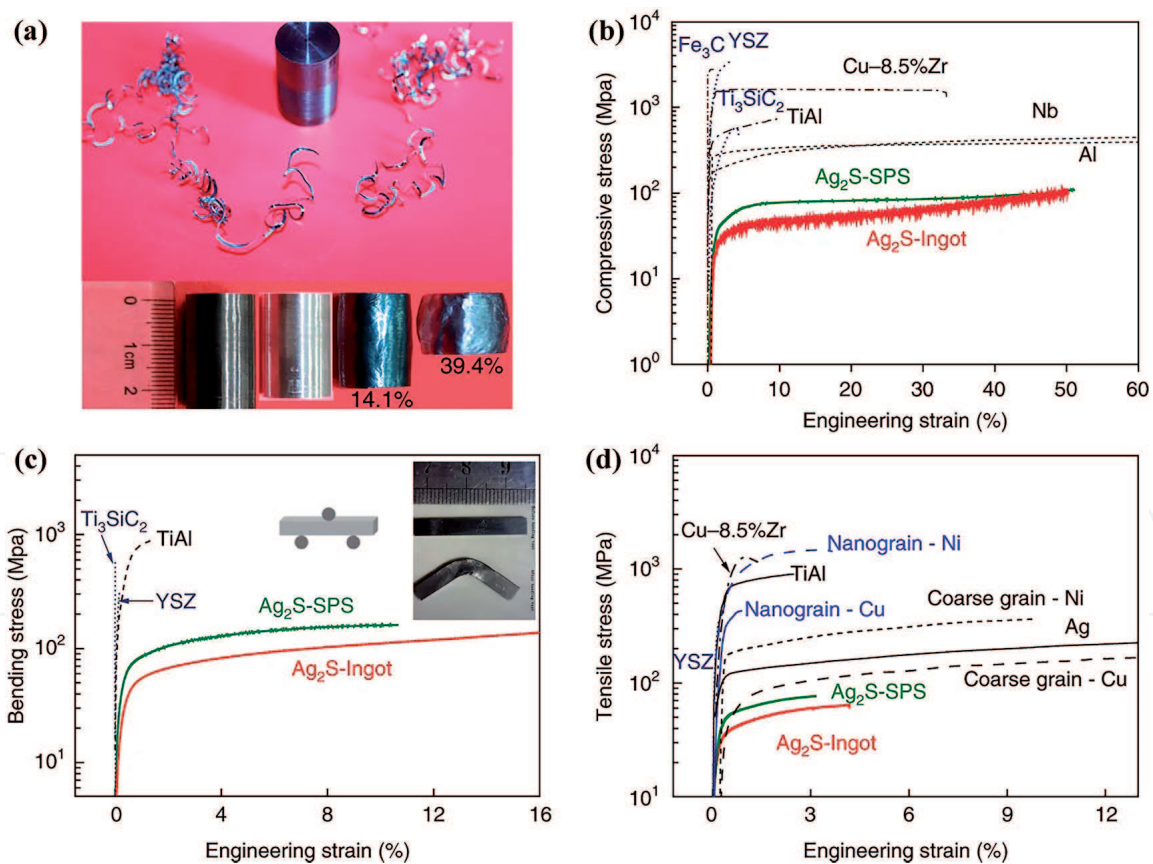 (a)
0
1cm
2
14.1%
39.4%
(b)
Compressive stress (Mpa)
10⁴
10³
10²
10¹
10⁰
Fe₃C
YSZ
Cu–8.5%Zr
Ti₃SiC₂
TiAl
Nb
Al
Ag₂S-SPS
Ag₂S-Ingot
0 10 20 30 40 50 60
Engineering strain (%)
(c)
Bending stress (Mpa)
10³
10²
10¹
Ti₃SiC₂
TiAl
YSZ
Ag₂S-SPS
Ag₂S-Ingot
7 8 9
0 4 8 12 16
Engineering strain (%)
(d)
Tensile stress (MPa)
10⁴
10³
10²
10¹
Cu–8.5%Zr
Nanograin - Ni
TiAl
Nanograin - Cu
Coarse grain - Ni
Ag
YSZ
Coarse grain - Cu
Ag₂S-SPS
Ag₂S-Ingot
0 3 6 9 12
Engineering strain (%)